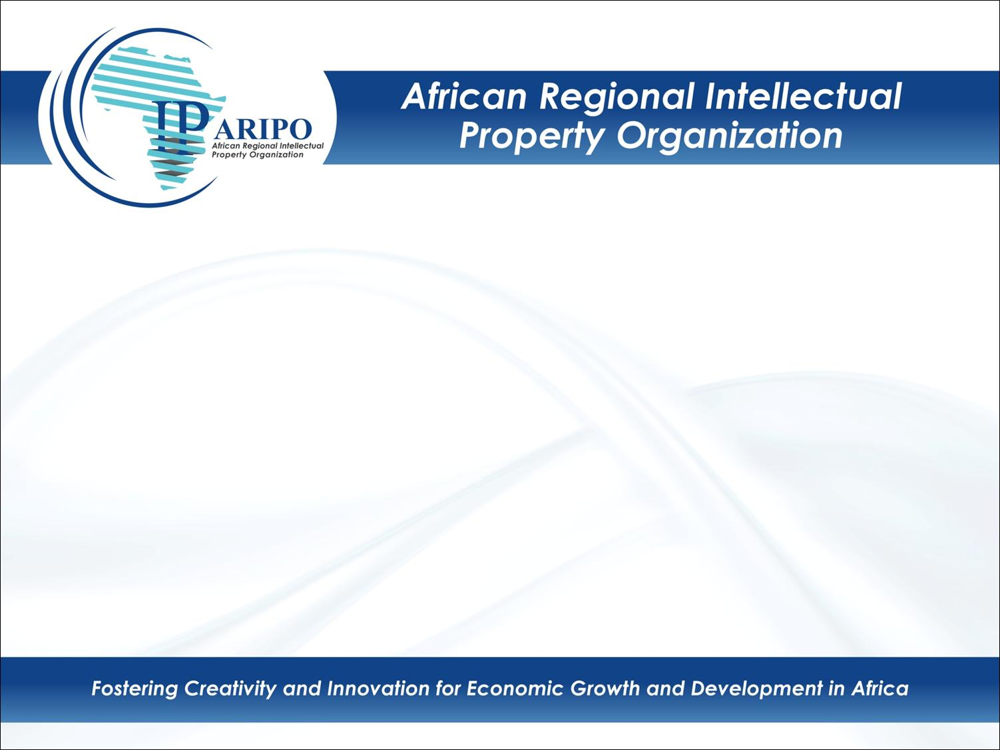 African Regional Intellectual
Property Organization
IP ARIPO
African Regional Intellectual
Property Organization
Fostering Creativity and Innovation for Economic Growth and Development in Africa